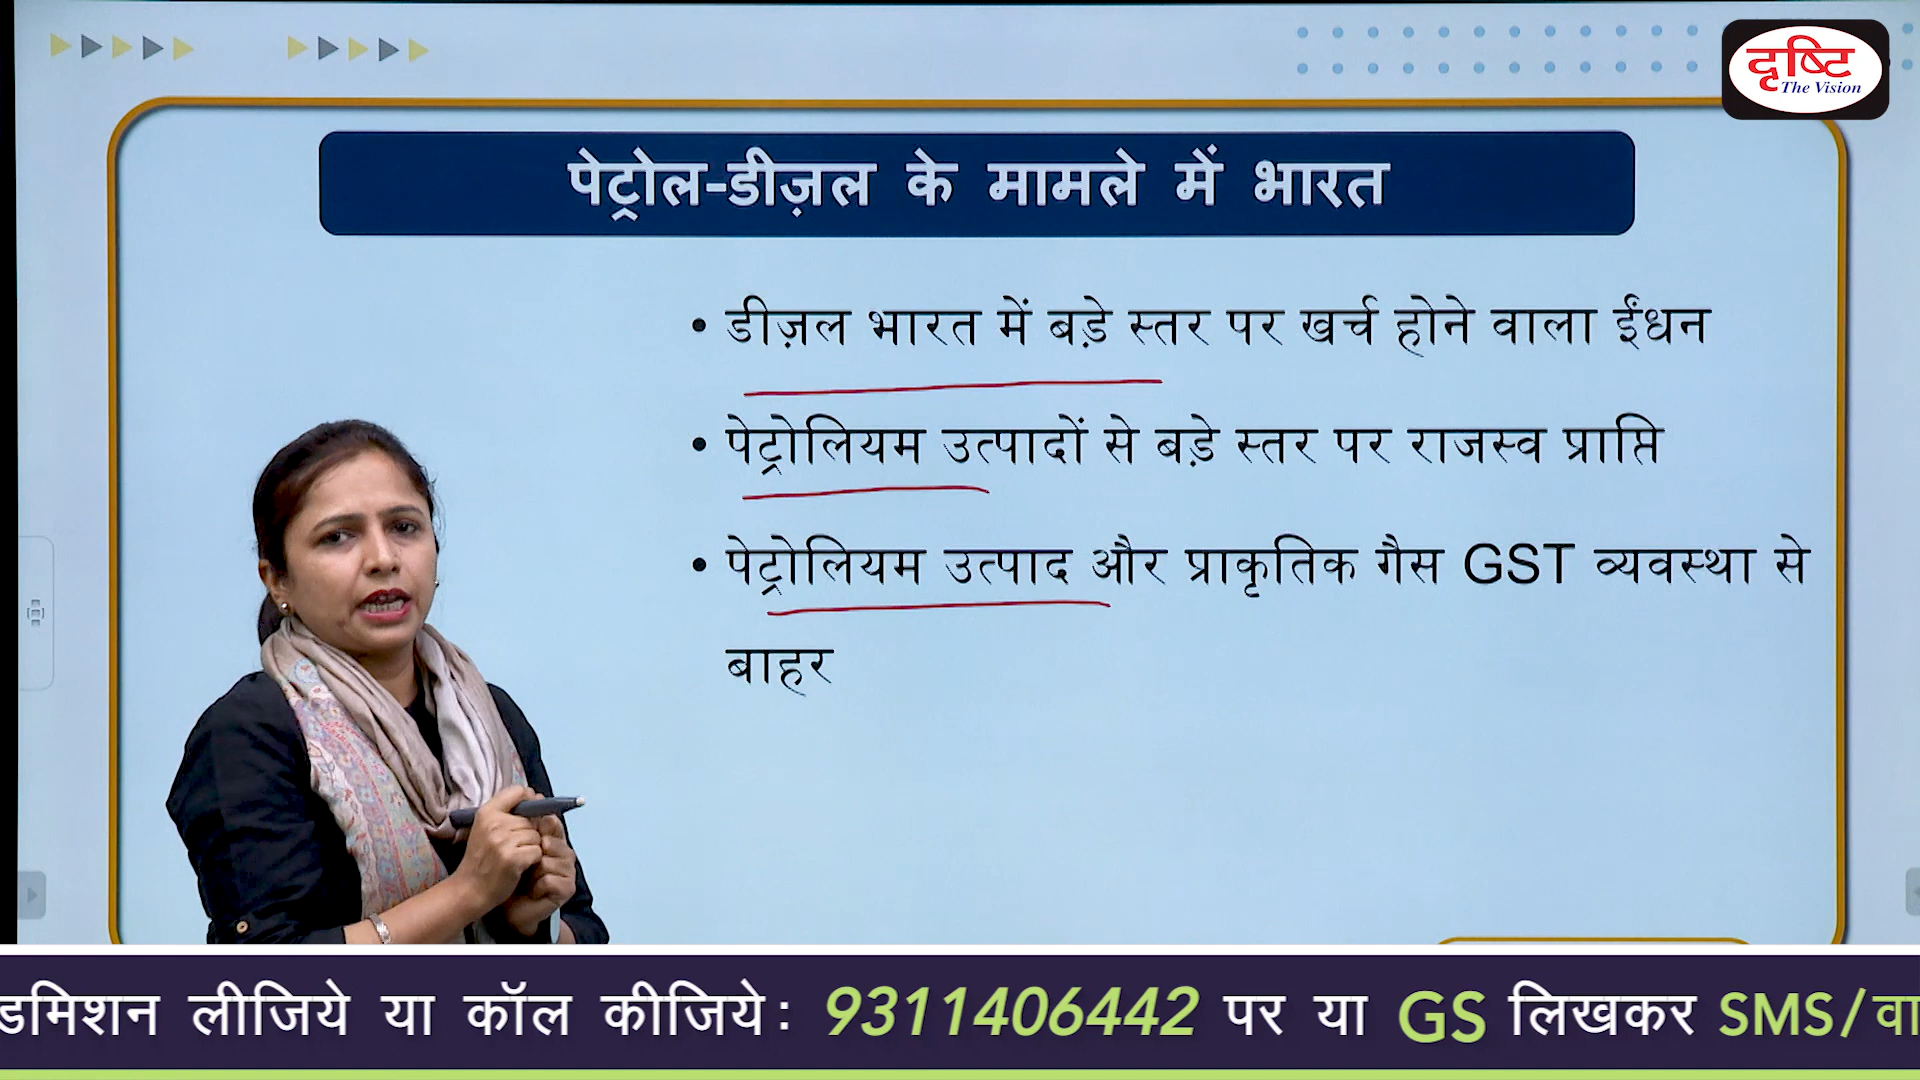 दृष्टि
The Vision
पेट्रोल-डीज़ल के मामले में भारत
• डीज़ल भारत में बड़े स्तर पर खर्च होने वाला ईंधन
• पेट्रोलियम उत्पादों से बड़े स्तर पर राजस्व प्राप्ति
• पेट्रोलियम उत्पाद और प्राकृतिक गैस GST व्यवस्था से
बाहर
डमिशन लीजिये या कॉल कीजिये: 9311406442 पर या GS लिखकर SMS/वा